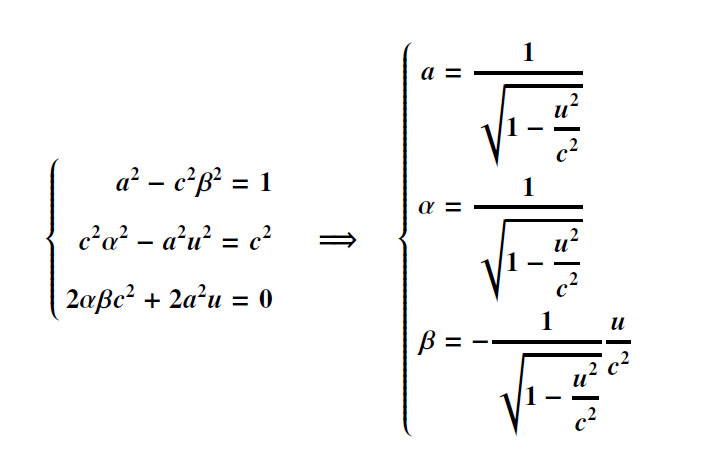 a² − c²β² = 1
c²α² − a²u² = c²
2αβc² + 2a²u = 0
⟹
a = 1 / √(1 − u²/c²)
α = 1 / √(1 − u²/c²)
β = − 1 / √(1 − u²/c²) u/c²